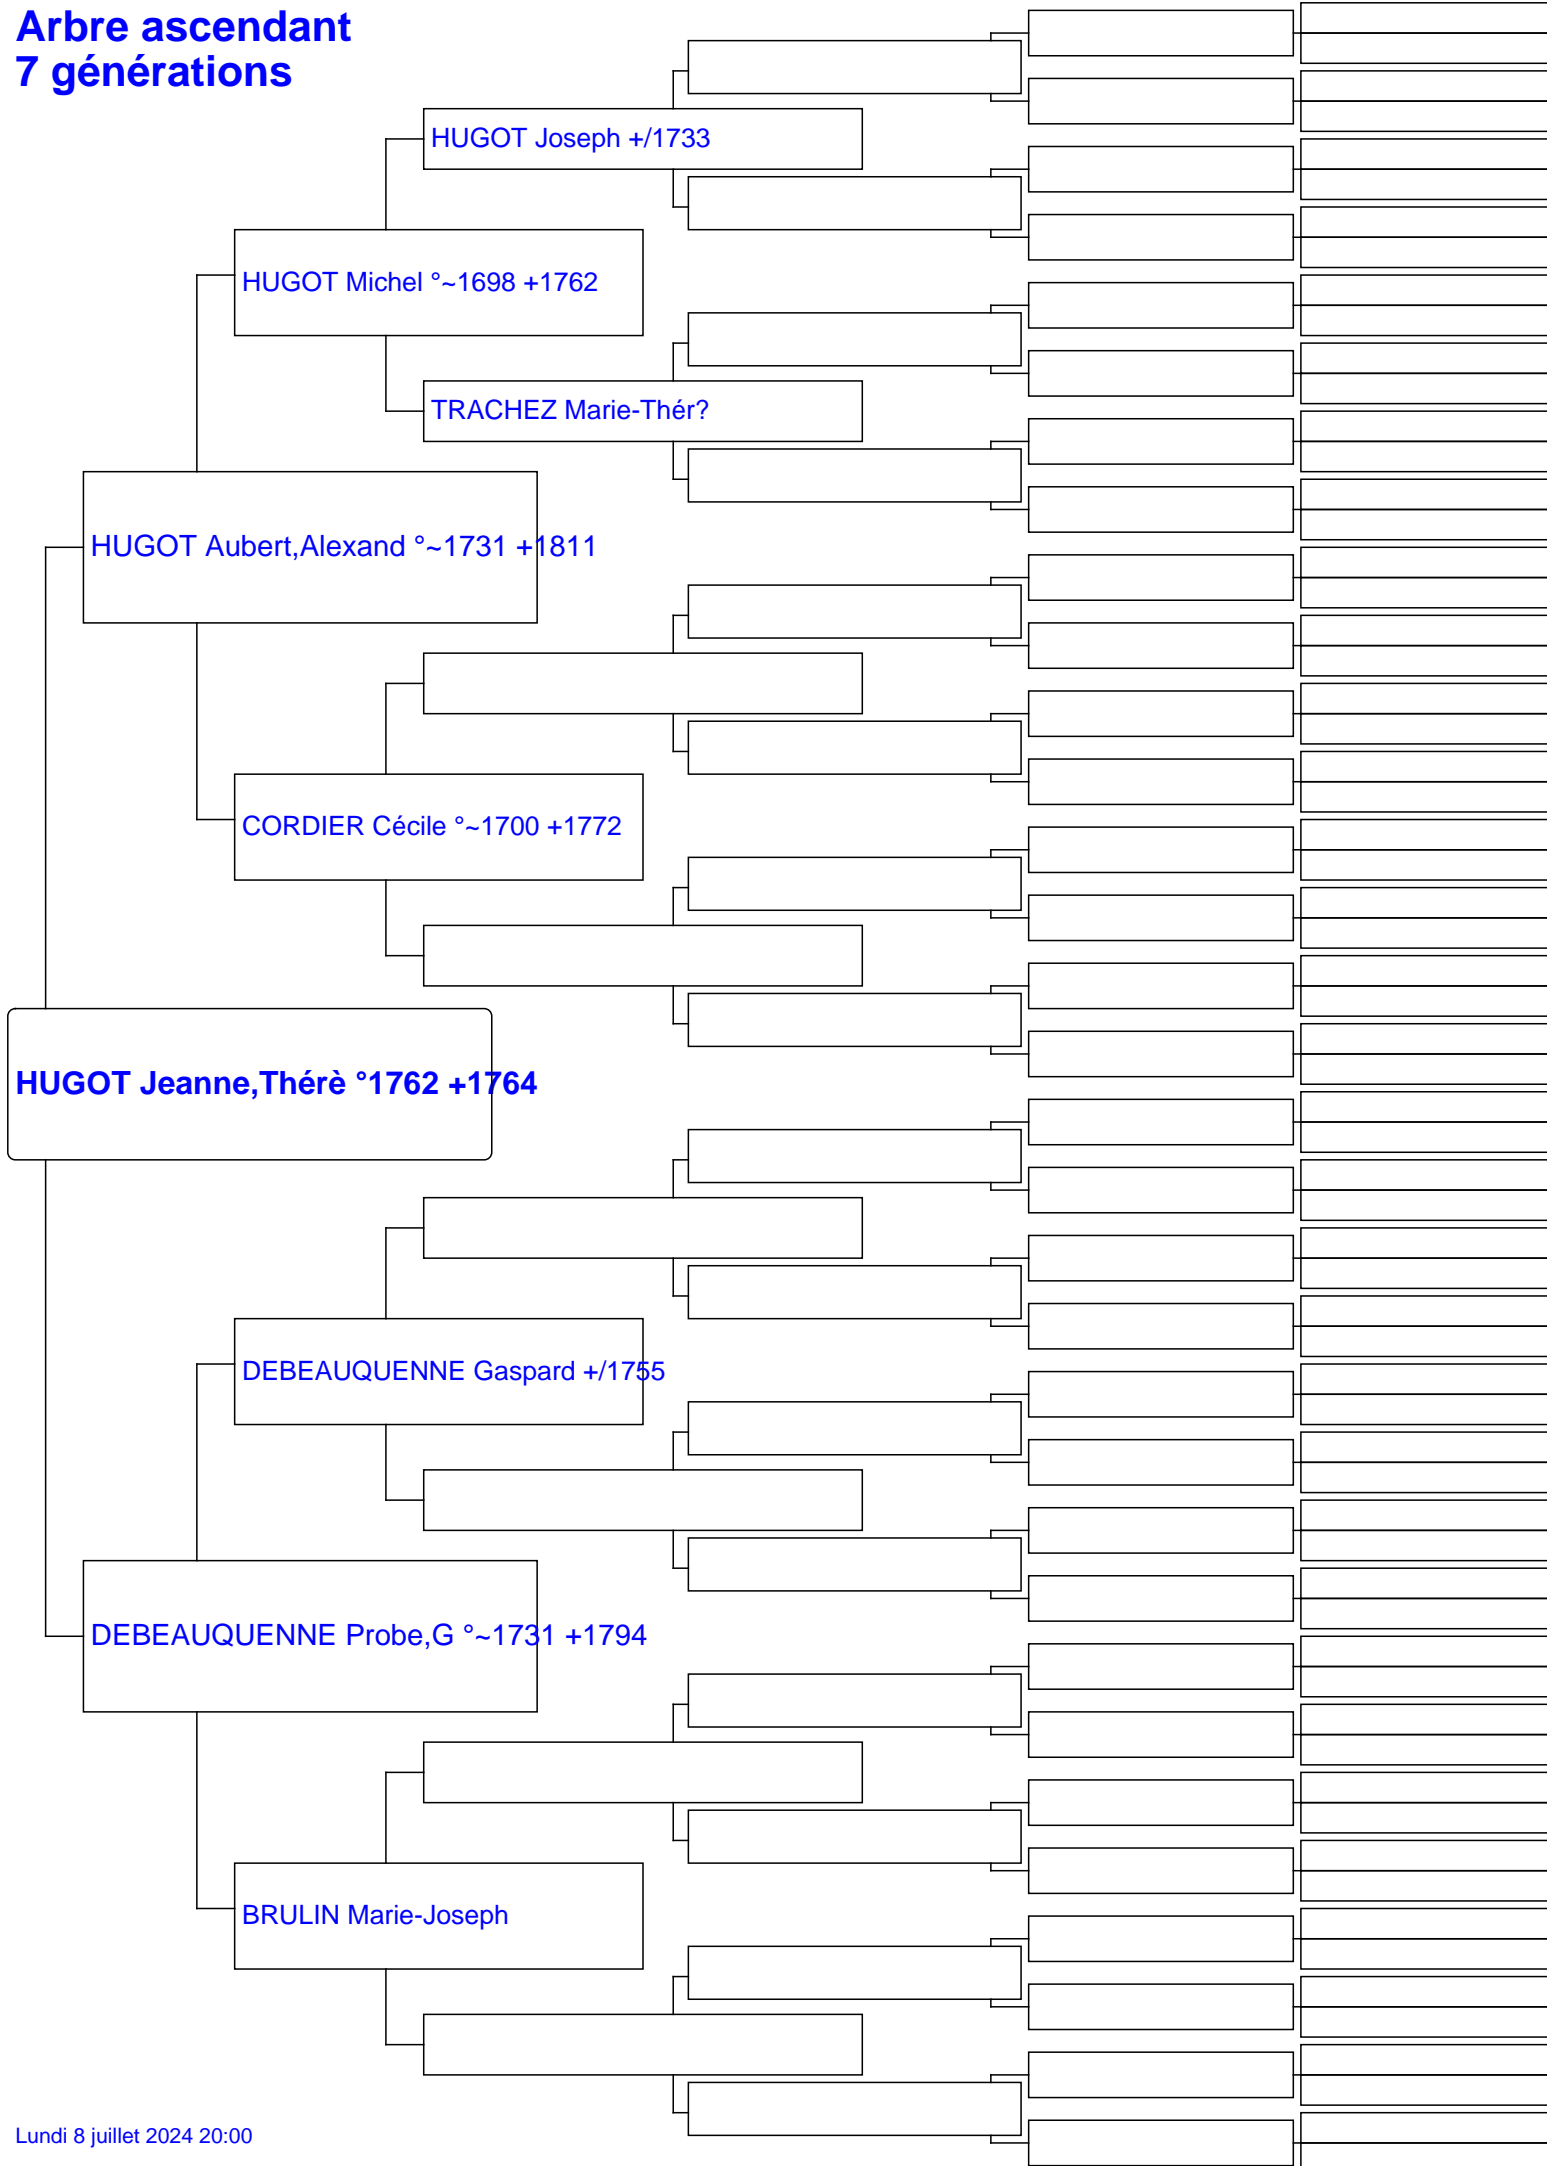 Arbre ascendant
7 générations
HUGOT Joseph +/1733
HUGOT Michel °~1698 +1762
TRACHEZ Marie-Thér?
HUGOT Aubert,Alexand °~1731 +1811
CORDIER Cécile °~1700 +1772
HUGOT Jeanne,Thérè °1762 +1764
DEBEAUQUENNE Gaspard +/1755
DEBEAUQUENNE Probe,G °~1731 +1794
BRULIN Marie-Joseph
Lundi 8 juillet 2024 20:00